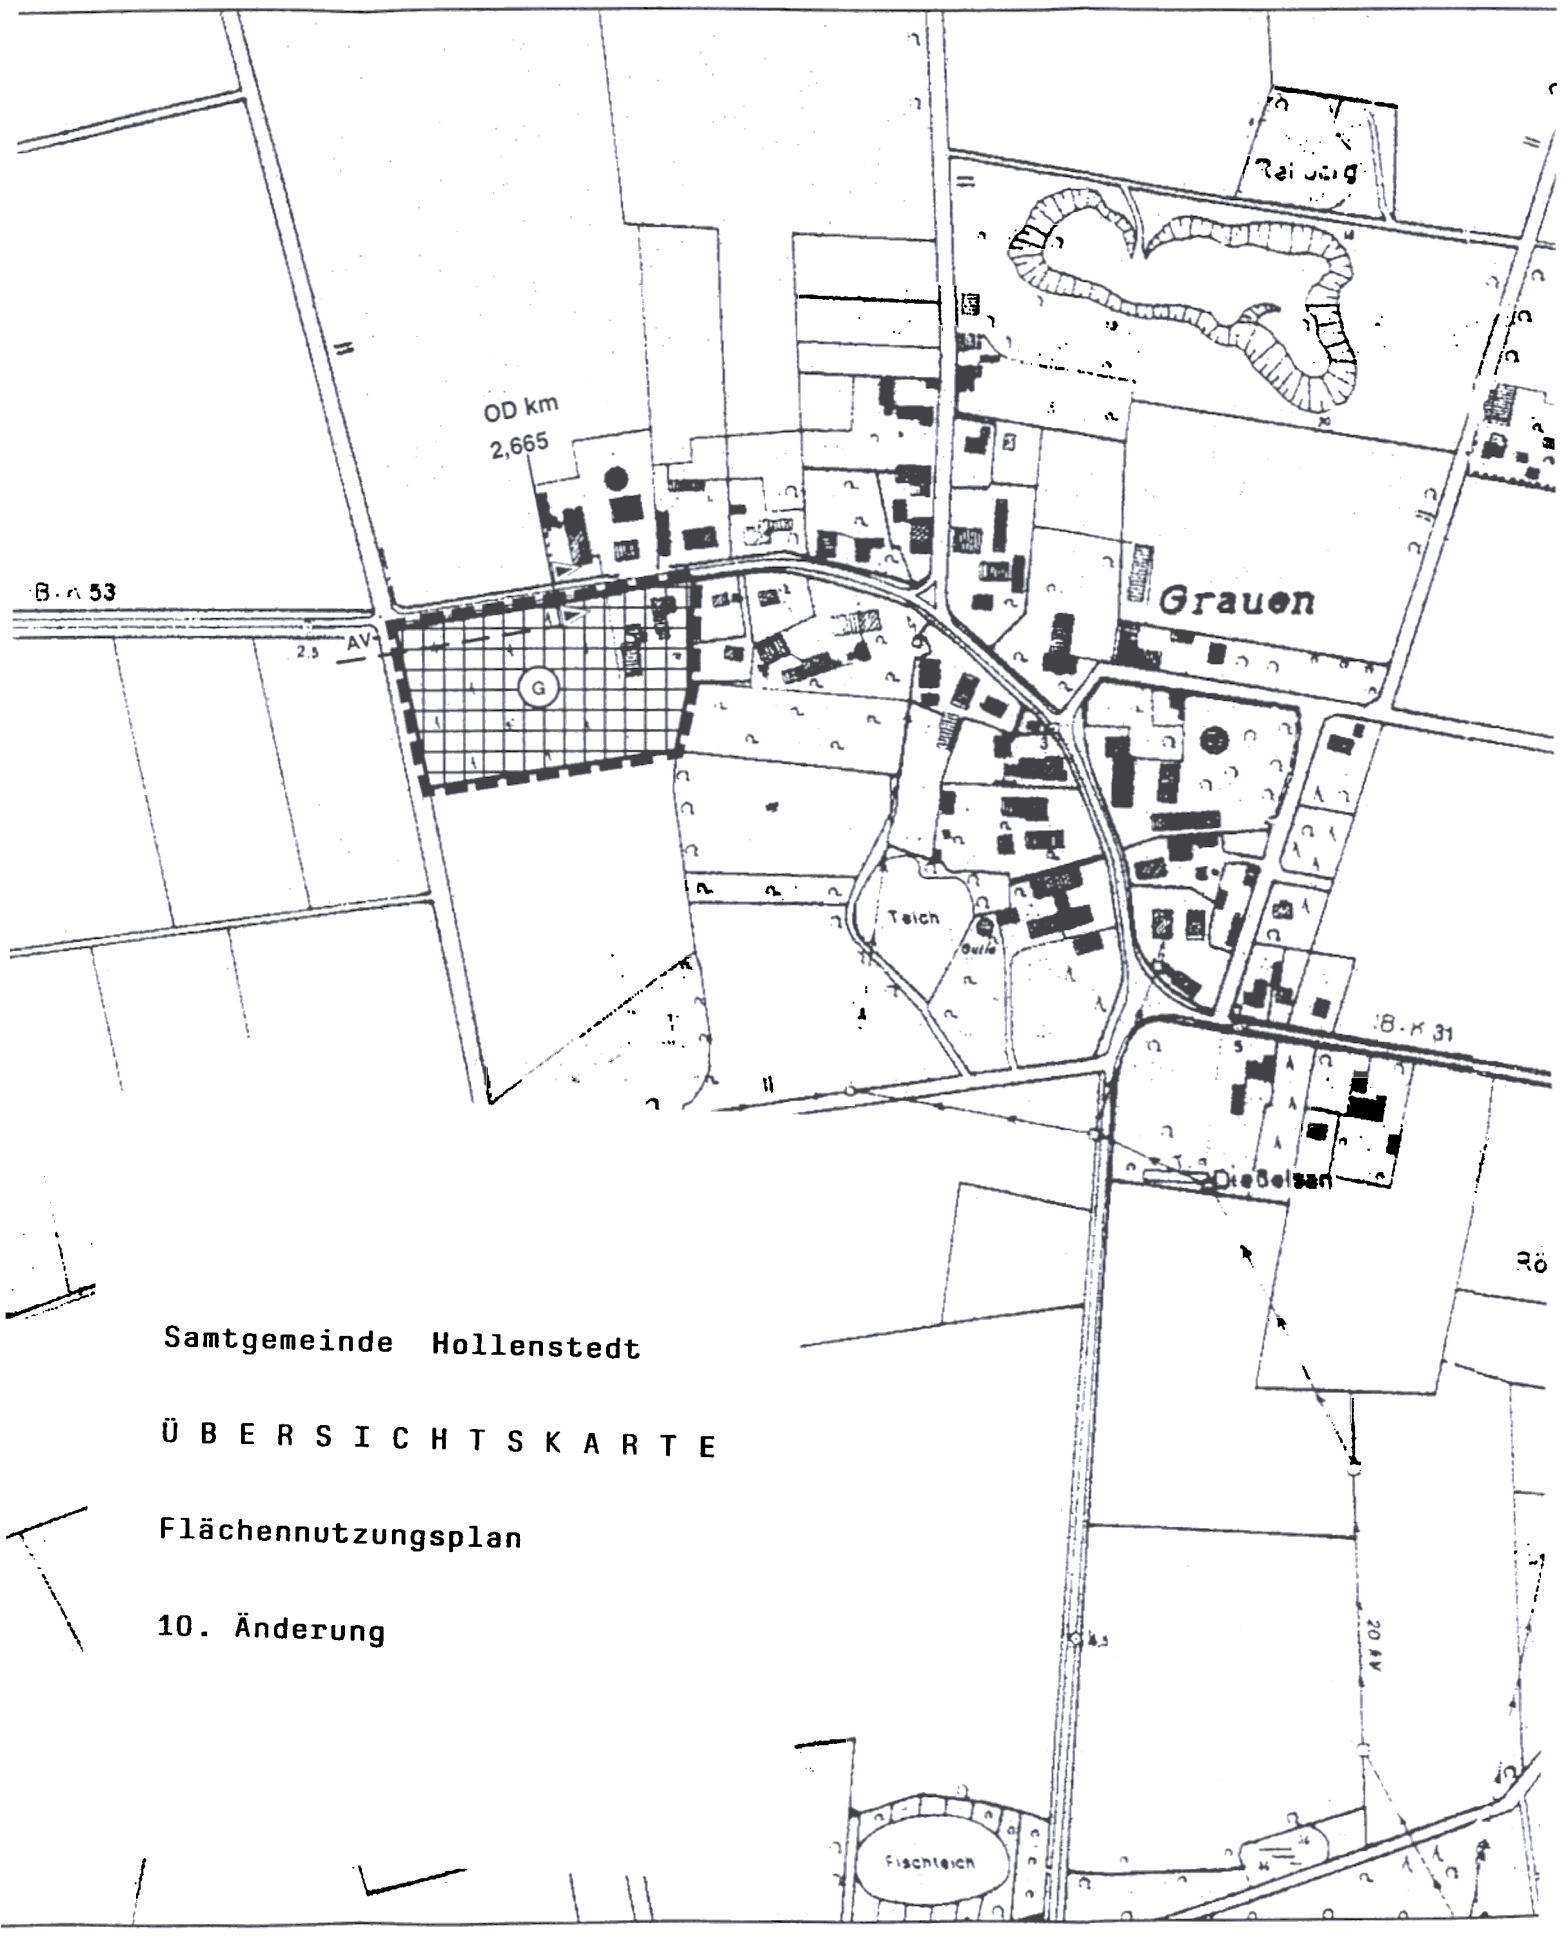 OD km
2,665
53
AV
2.5
G
Grauen
Teich
31
Rö
Samtgemeinde Hollenstedt
ÜBERSICHTSKARTE
Flächennutzungsplan
10. Änderung
20 kV
Fischteich